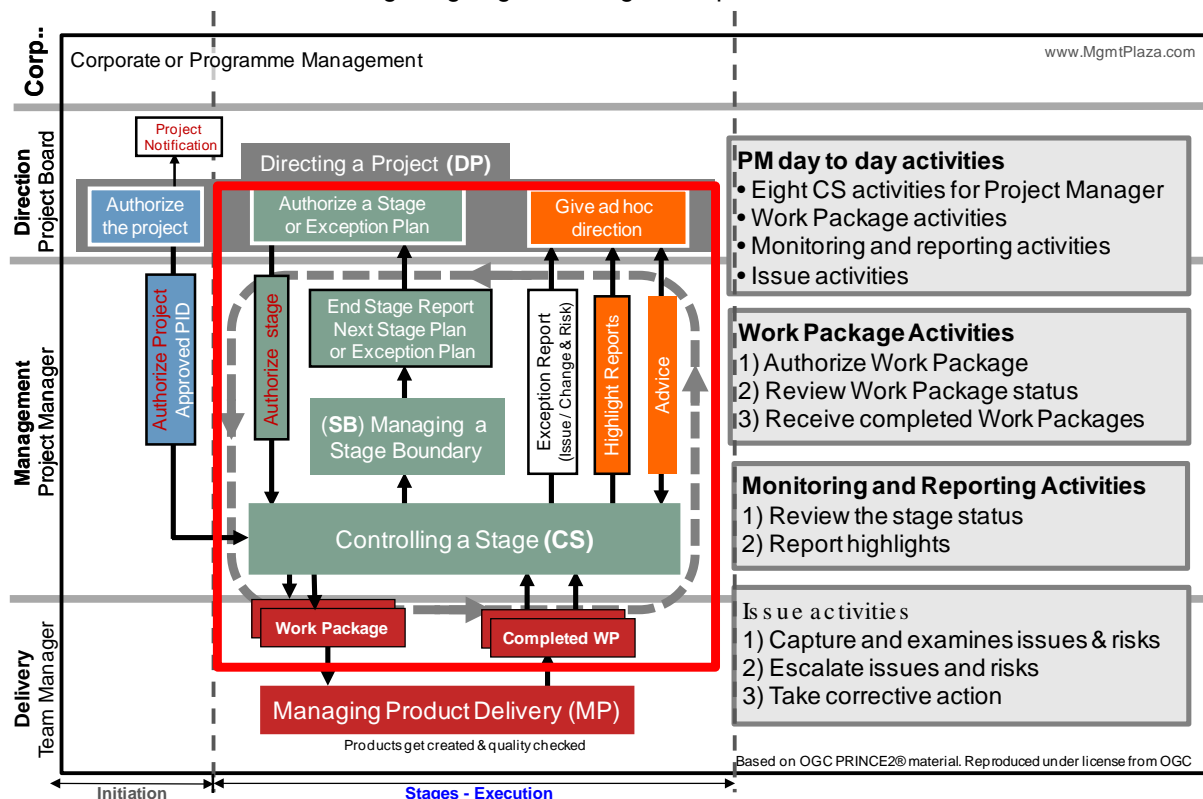 Corp..
Corporate or Programme Management
www.MgmtPlaza.com
Direction
Project Board
Project
Notification
Directing a Project (DP)
Authorize
the project
Authorize a Stage
or Exception Plan
Give ad hoc
direction
PM day to day activities
• Eight CS activities for Project Manager
• Work Package activities
• Monitoring and reporting activities
• Issue activities
Management
Project Manager
Authorize Project
Approved PID
Authorize stage
End Stage Report
Next Stage Plan
or Exception Plan
(SB) Managing a
Stage Boundary
Exception Report
(Issue / Change & Risk)
Highlight Reports
Advice
Controlling a Stage (CS)
Work Package Activities
1) Authorize Work Package
2) Review Work Package status
3) Receive completed Work Packages
Monitoring and Reporting Activities
1) Review the stage status
2) Report highlights
Delivery
Team Manager
Work Package
Completed WP
Managing Product Delivery (MP)
Products get created & quality checked
Issue activities
1) Capture and examines issues & risks
2) Escalate issues and risks
3) Take corrective action
Based on OGC PRINCE2® material. Reproduced under license from OGC
Initiation
Stages - Execution